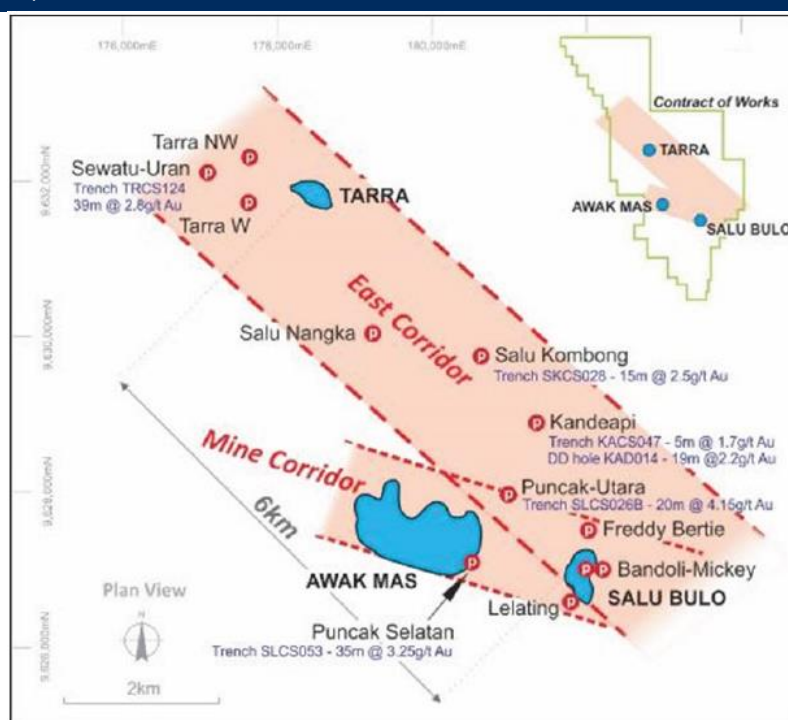 176,000mE
178,000mE
180,000mE
Contract of Works
TARRA
AWAK MAS
SALU BULO
9,632,000mN
9,630,000mN
9,628,000mN
9,626,000mN
Tarra NW
P
Sewatu-Uran
P
Trench TRCS124
39m @ 2.8g/t Au
Tarra W
P
TARRA
East Corridor
Salu Nangka
P
P
Salu Kombong
Trench SKCS028 - 15m @ 2.5g/t Au
P
Kandeapi
Trench KACS047 - 5m @ 1.7g/t Au
DD hole KAD014 - 19m @2.2g/t Au
Mine Corridor
6km
P
Puncak-Utara
Trench SLCS026B - 20m @ 4.15g/t Au
P
Freddy Bertie
P
P
P
Bandoli-Mickey
AWAK MAS
Lelating
P
SALU BULO
Puncak Selatan
Trench SLCS053 - 35m @ 3.25g/t Au
Plan View
N
2km